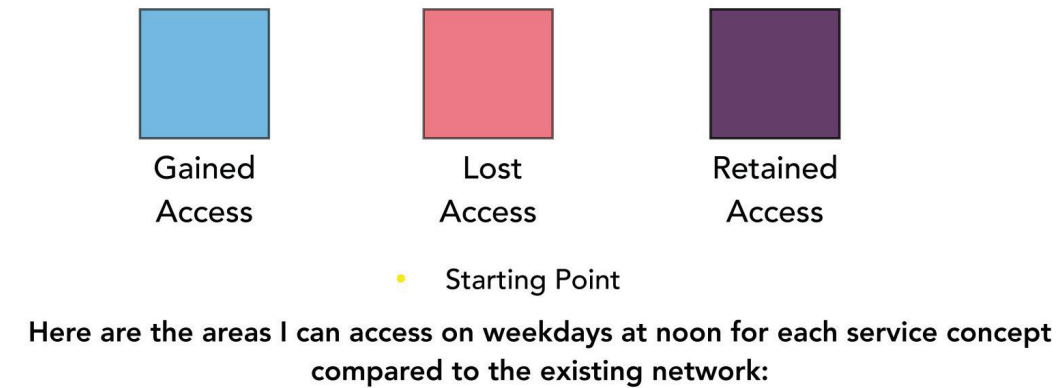 Gained Lost Retained
Access Access Access
Starting Point
Here are the areas I can access on weekdays at noon for each service concept
compared to the existing network: